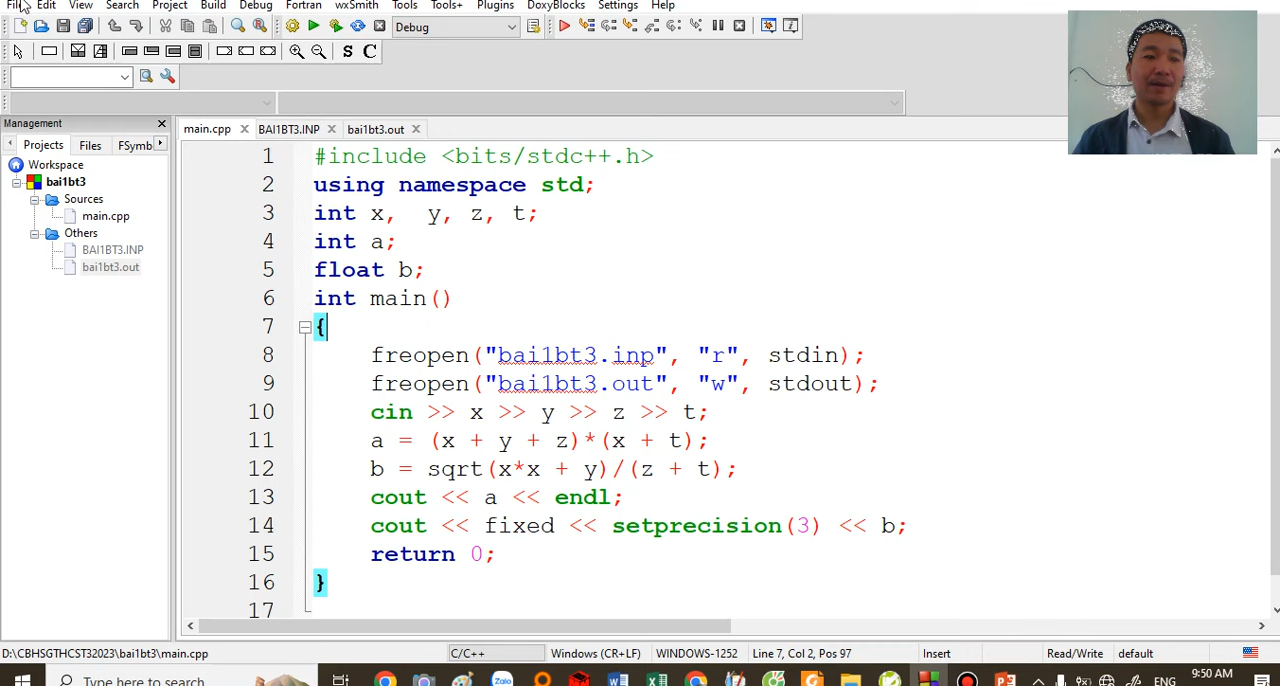 File Edit View Search Project Build Debug Fortran wxSmith Tools Tools+ Plugins DoxyBlocks Settings Help
Debug
S C
Management
Projects Files FSymb
Workspace
bai1bt3
Sources
main.cpp
Others
BAI1BT3.INP
bai1bt3.out
main.cpp BAI1BT3.INP bai1bt3.out
1 #include <bits/stdc++.h>
2 using namespace std;
3 int x,  y, z, t;
4 int a;
5 float b;
6 int main()
7 {
8 freopen("bai1bt3.inp", "r", stdin);
9 freopen("bai1bt3.out", "w", stdout);
10 cin >> x >> y >> z >> t;
11 a = (x + y + z)*(x + t);
12 b = sqrt(x*x + y)/(z + t);
13 cout << a << endl;
14 cout << fixed << setprecision(3) << b;
15 return 0;
16 }
17
D:\CBHSGTHCST32023\bai1bt3\main.cpp C/C++ Windows (CR+LF) WINDOWS-1252 Line 7, Col 2, Pos 97 Insert Read/Write default
Type here to search Zalo ENG 9:50 AM